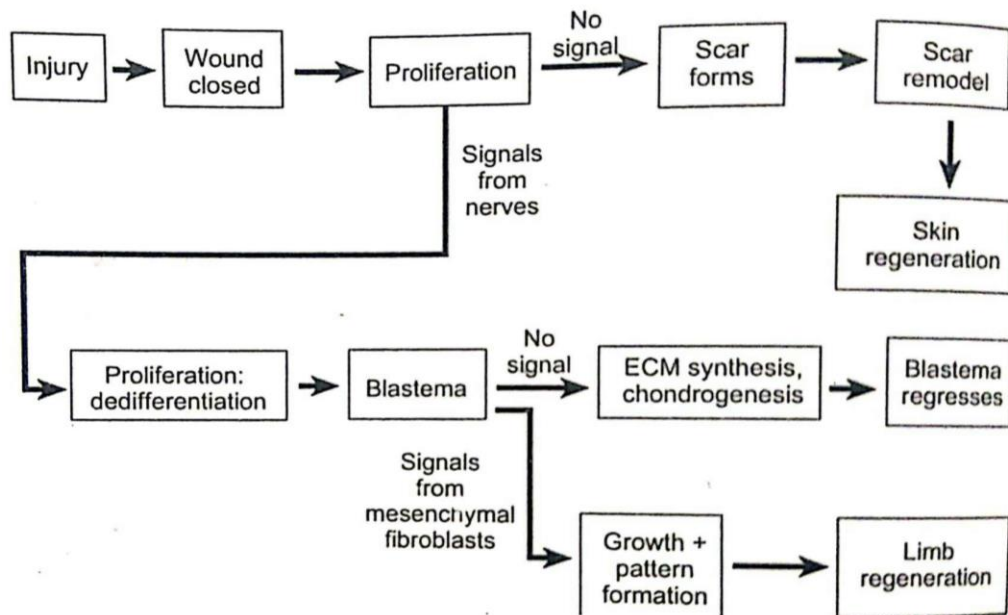 Injury
Wound
closed
Proliferation
No
signal
Scar
forms
Scar
remodel
Signals
from
nerves
Skin
regeneration
Proliferation:
dedifferentiation
Blastema
No
signal
ECM synthesis,
chondrogenesis
Blastema
regresses
Signals
from
mesenchymal
fibroblasts
Growth +
pattern
formation
Limb
regeneration